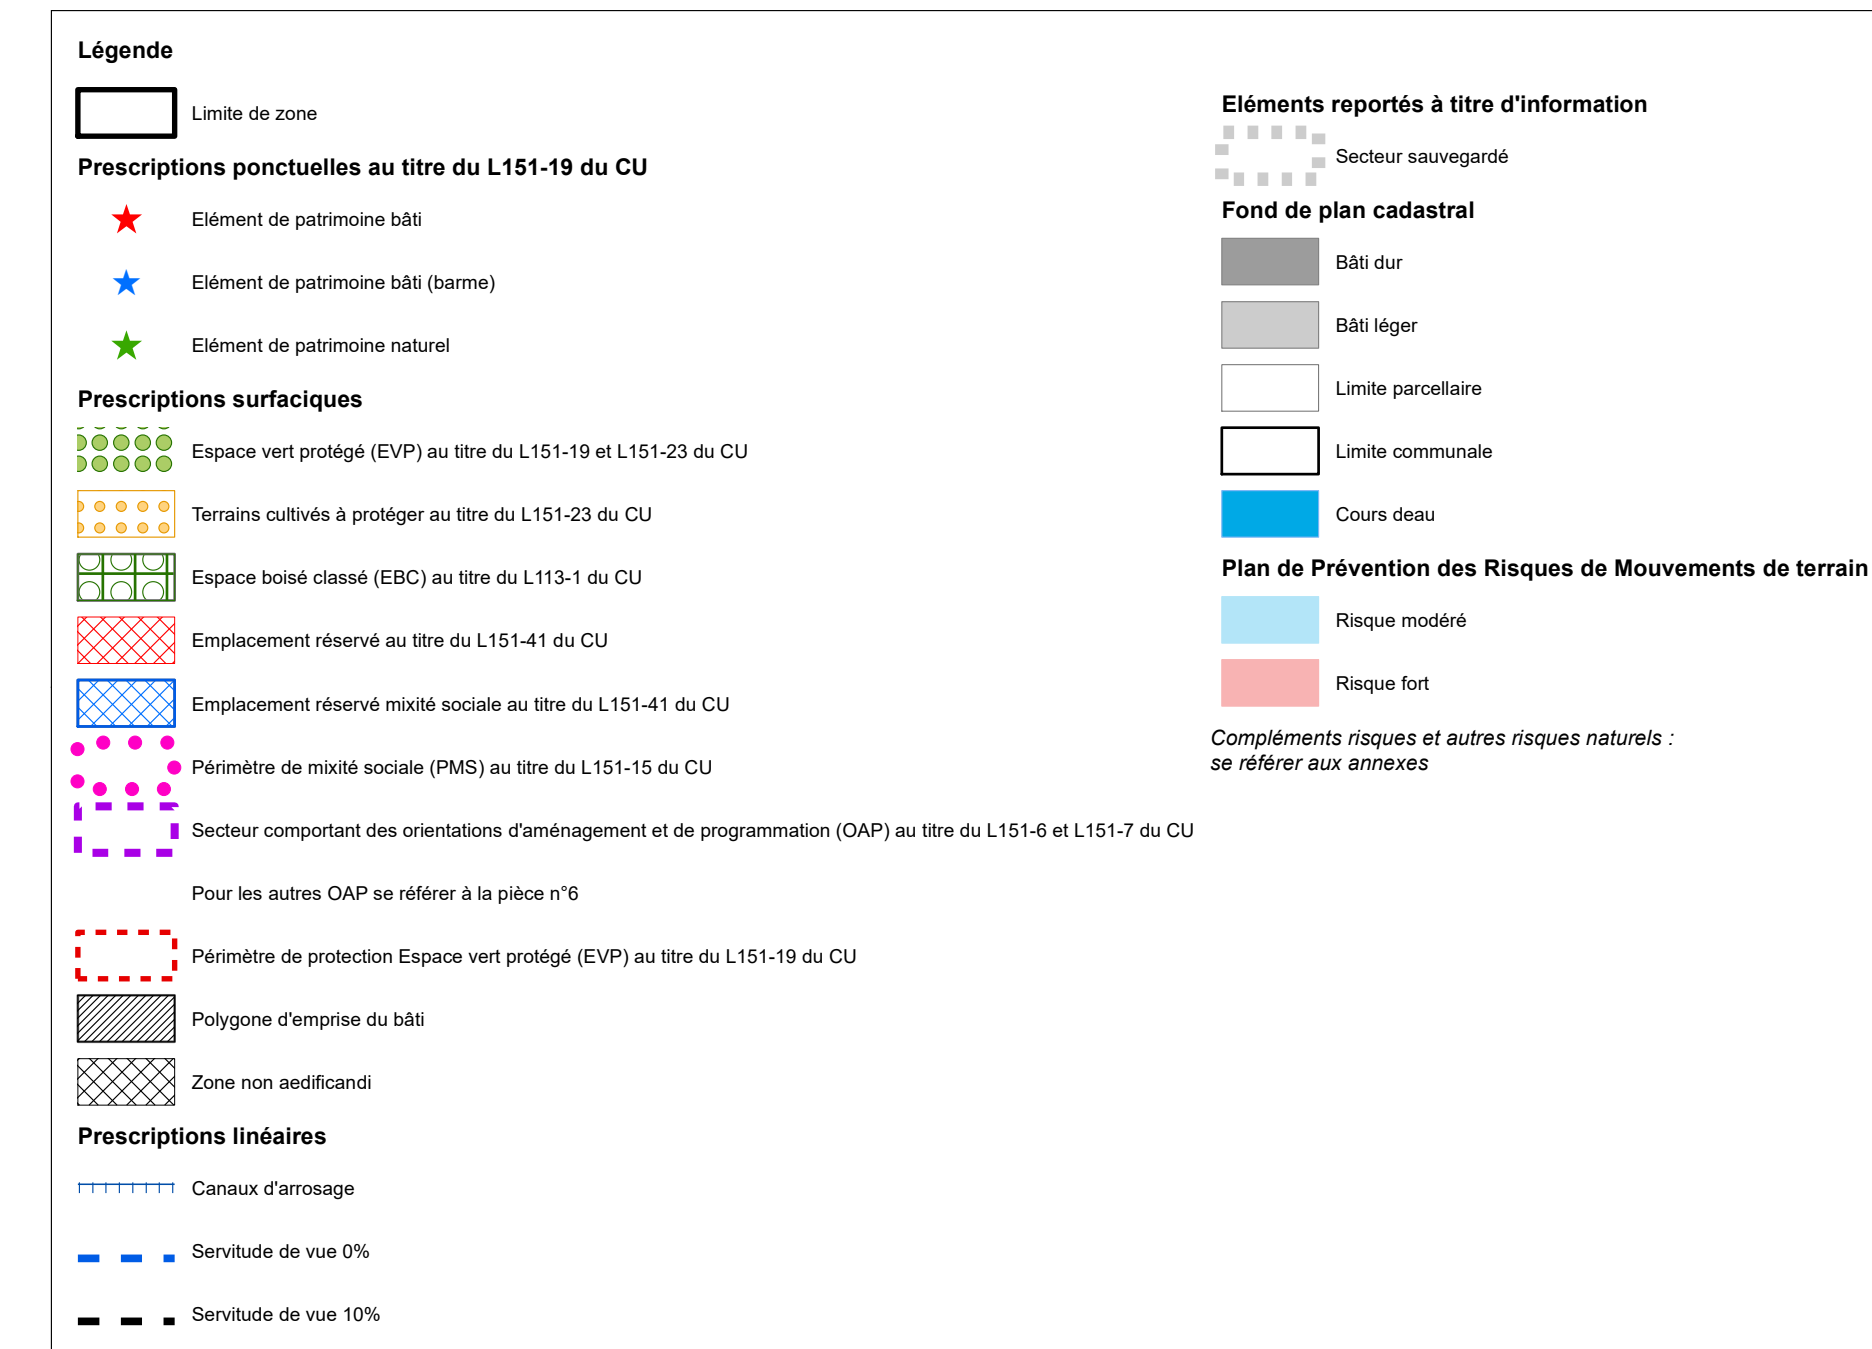 Légende
Limite de zone
Prescriptions ponctuelles au titre du L151-19 du CU
Elément de patrimoine bâti
Elément de patrimoine bâti (barme)
Elément de patrimoine naturel
Prescriptions surfaciques
Espace vert protégé (EVP) au titre du L151-19 et L151-23 du CU
Terrains cultivés à protéger au titre du L151-23 du CU
Espace boisé classé (EBC) au titre du L113-1 du CU
Emplacement réservé au titre du L151-41 du CU
Emplacement réservé mixité sociale au titre du L151-41 du CU
Périmètre de mixité sociale (PMS) au titre du L151-15 du CU
Secteur comportant des orientations d'aménagement et de programmation (OAP) au titre du L151-6 et L151-7 du CU
Pour les autres OAP se référer à la pièce n°6
Périmètre de protection Espace vert protégé (EVP) au titre du L151-19 du CU
Polygone d'emprise du bâti
Zone non aedificandi
Prescriptions linéaires
Canaux d'arrosage
Servitude de vue 0%
Servitude de vue 10%
Eléments reportés à titre d'information
Secteur sauvegardé
Fond de plan cadastral
Bâti dur
Bâti léger
Limite parcellaire
Limite communale
Cours deau
Plan de Prévention des Risques de Mouvements de terrain
Risque modéré
Risque fort
Compléments risques et autres risques naturels :
se référer aux annexes